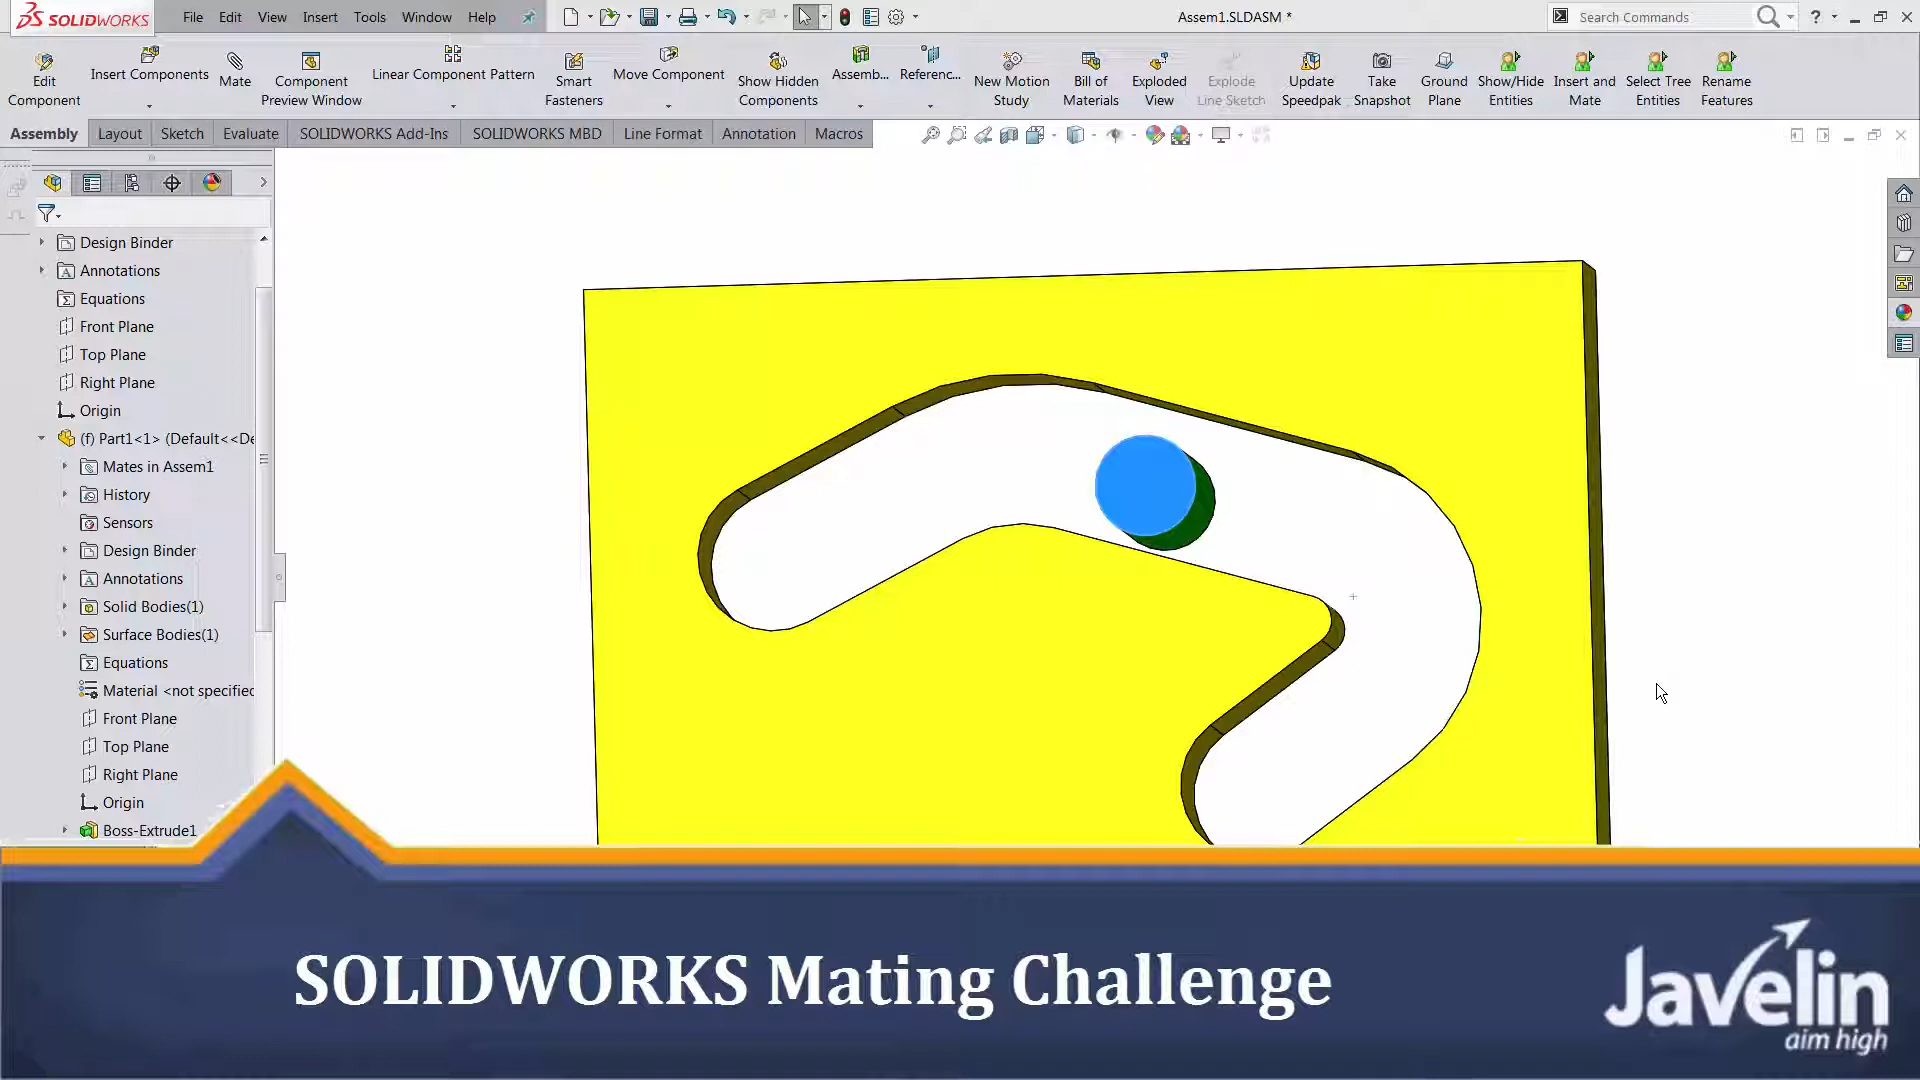 SOLIDWORKS
File Edit View Insert Tools Window Help
Assem1.SLDASM *
Search Commands
?
Edit Component
Insert Components
Mate
Component Preview Window
Linear Component Pattern
Smart Fasteners
Move Component
Show Hidden Components
Assemb...
Referenc...
New Motion Study
Bill of Materials
Exploded View
Explode Line Sketch
Update Speedpak
Take Snapshot
Ground Plane
Show/Hide Entities
Insert and Mate
Select Tree Entities
Rename Features
Assembly Layout Sketch Evaluate SOLIDWORKS Add-Ins SOLIDWORKS MBD Line Format Annotation Macros
Design Binder
Annotations
Equations
Front Plane
Top Plane
Right Plane
Origin
(f) Part1<1> (Default<<De
Mates in Assem1
History
Sensors
Design Binder
Annotations
Solid Bodies(1)
Surface Bodies(1)
Equations
Material <not specified
Front Plane
Top Plane
Right Plane
Origin
Boss-Extrude1
SOLIDWORKS Mating Challenge
Javelin
aim high